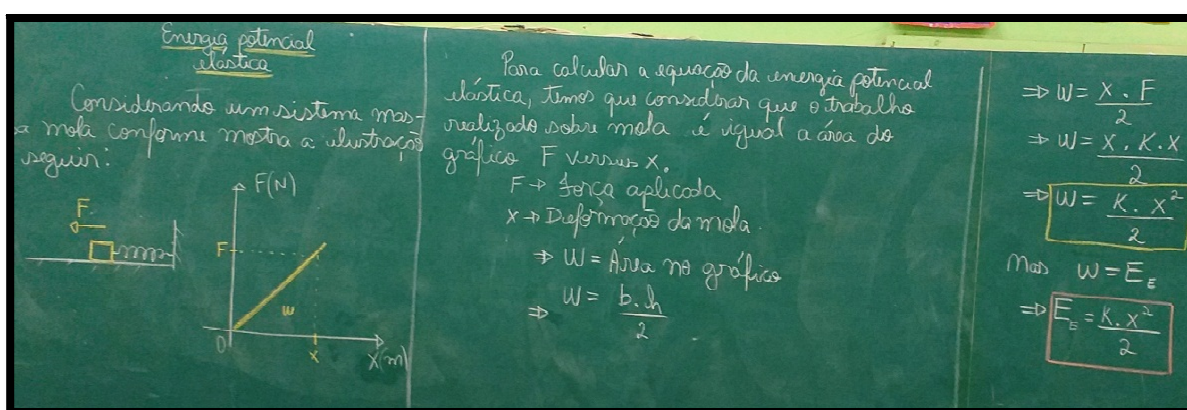 Energia potencial
elástica
Considerando um sistema mas-
sa mola conforme mostra a ilustração
seguir:
F
F(N)
F
W
0
X
X(m)
Para calcular a equação da energia potencial
elástica, temos que considerar que o trabalho
realizado sobre mola é igual a área do
gráfico F versus X.
F → Força aplicada
X → Deformação da mola.
⇒ W = Área no gráfico
⇒ W = b.h / 2
⇒ W = X . F / 2
⇒ W = X . K . X / 2
⇒ W = K . X² / 2
Mas W = E_E
⇒ E_E = K . X² / 2